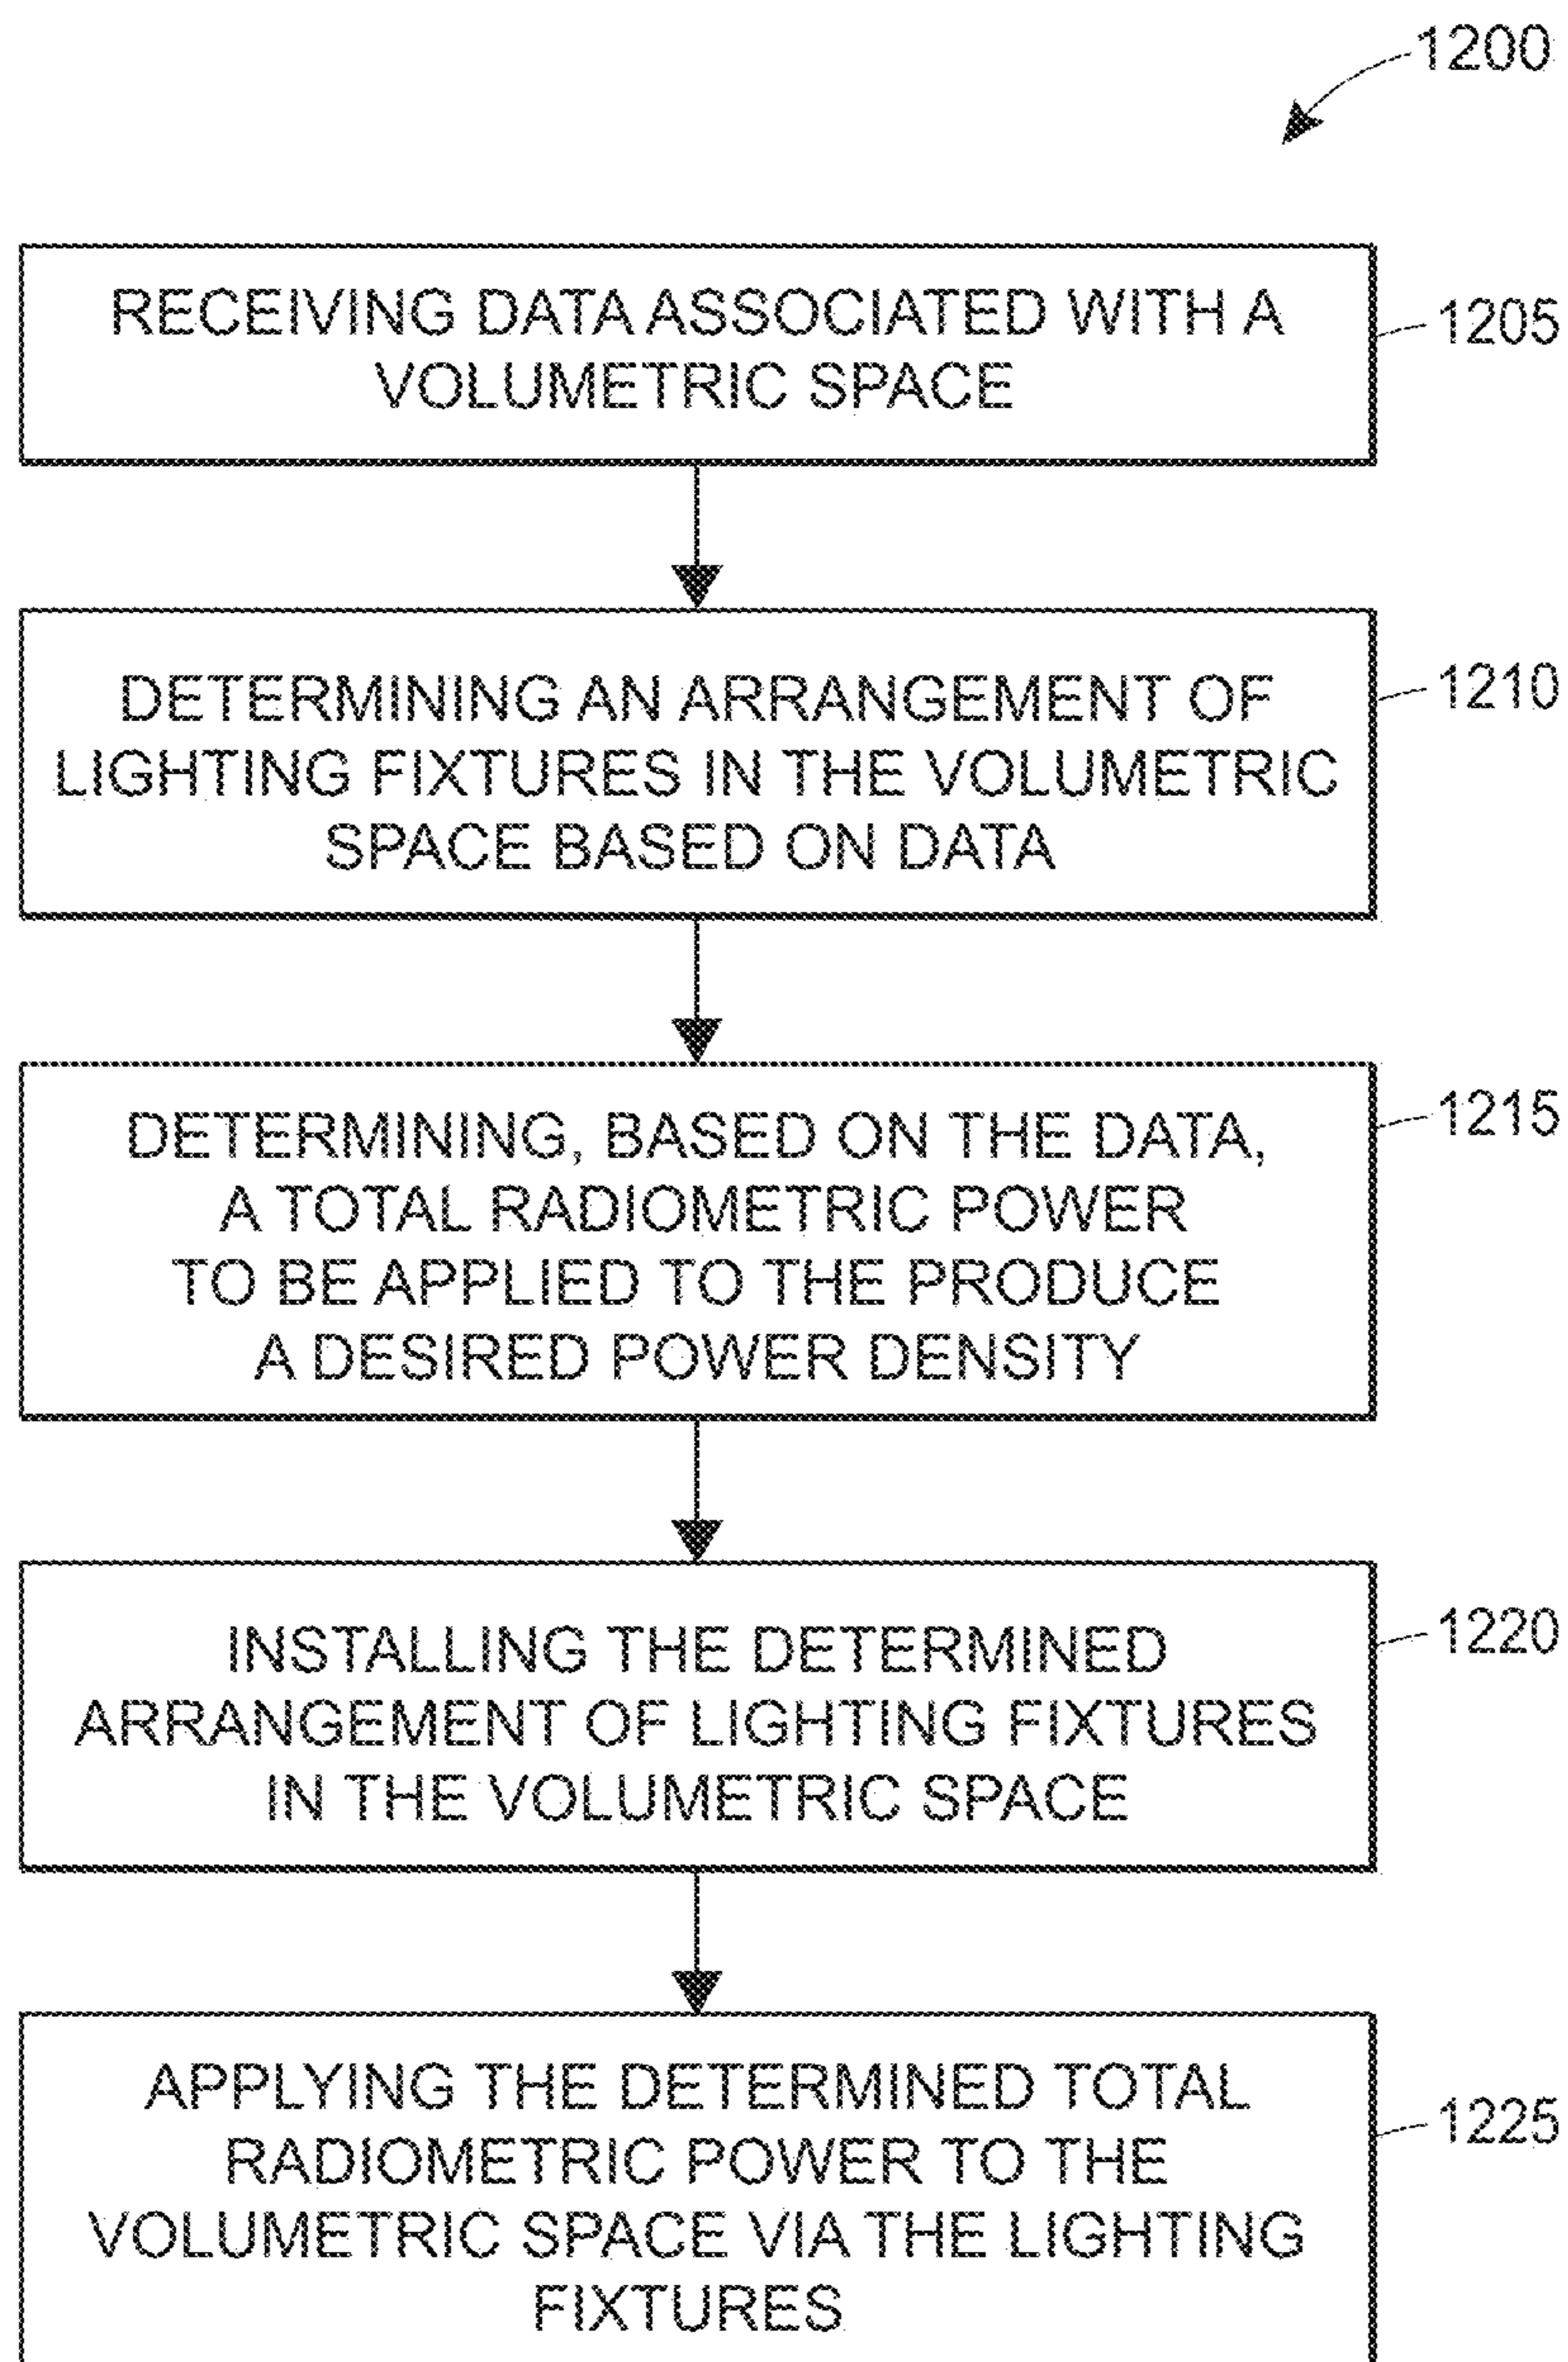 1200
RECEIVING DATA ASSOCIATED WITH A
VOLUMETRIC SPACE
1205
DETERMINING AN ARRANGEMENT OF
LIGHTING FIXTURES IN THE VOLUMETRIC
SPACE BASED ON DATA
1210
DETERMINING, BASED ON THE DATA,
A TOTAL RADIOMETRIC POWER
TO BE APPLIED TO THE PRODUCE
A DESIRED POWER DENSITY
1215
INSTALLING THE DETERMINED
ARRANGEMENT OF LIGHTING FIXTURES
IN THE VOLUMETRIC SPACE
1220
APPLYING THE DETERMINED TOTAL
RADIOMETRIC POWER TO THE
VOLUMETRIC SPACE VIA THE LIGHTING
FIXTURES
1225